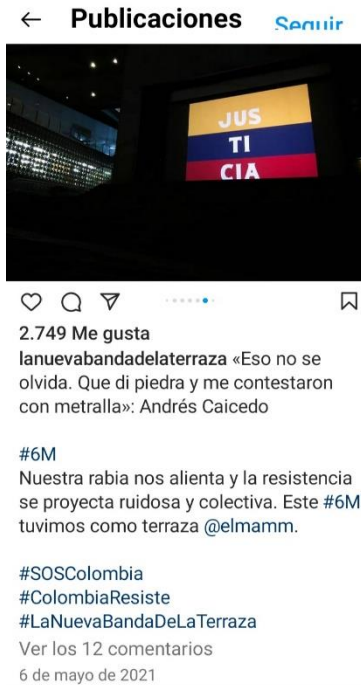 Publicaciones Seguir
JUS
TI
CIA
2.749 Me gusta
lanuevabandadelaterraza «Eso no se
olvida. Que di piedra y me contestaron
con metralla»: Andrés Caicedo
#6M
Nuestra rabia nos alienta y la resistencia
se proyecta ruidosa y colectiva. Este #6M
tuvimos como terraza @elmamm.
#SOSColombia
#ColombiaResiste
#LaNuevaBandaDeLaTerraza
Ver los 12 comentarios
6 de mayo de 2021